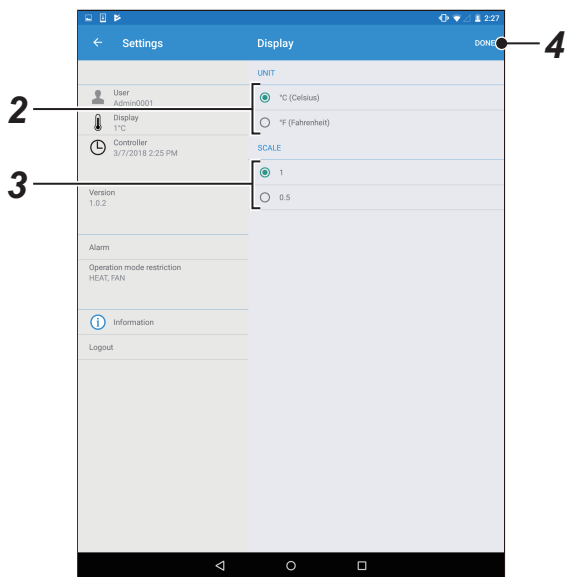 2:27
Settings
Display
DONE
4
UNIT
User
Admin0001
2
°C (Celsius)
Display
1°C
°F (Fahrenheit)
Controller
3/7/2018 2:25 PM
SCALE
3
1
Version
1.0.2
0.5
Alarm
Operation mode restriction
HEAT, FAN
Information
Logout